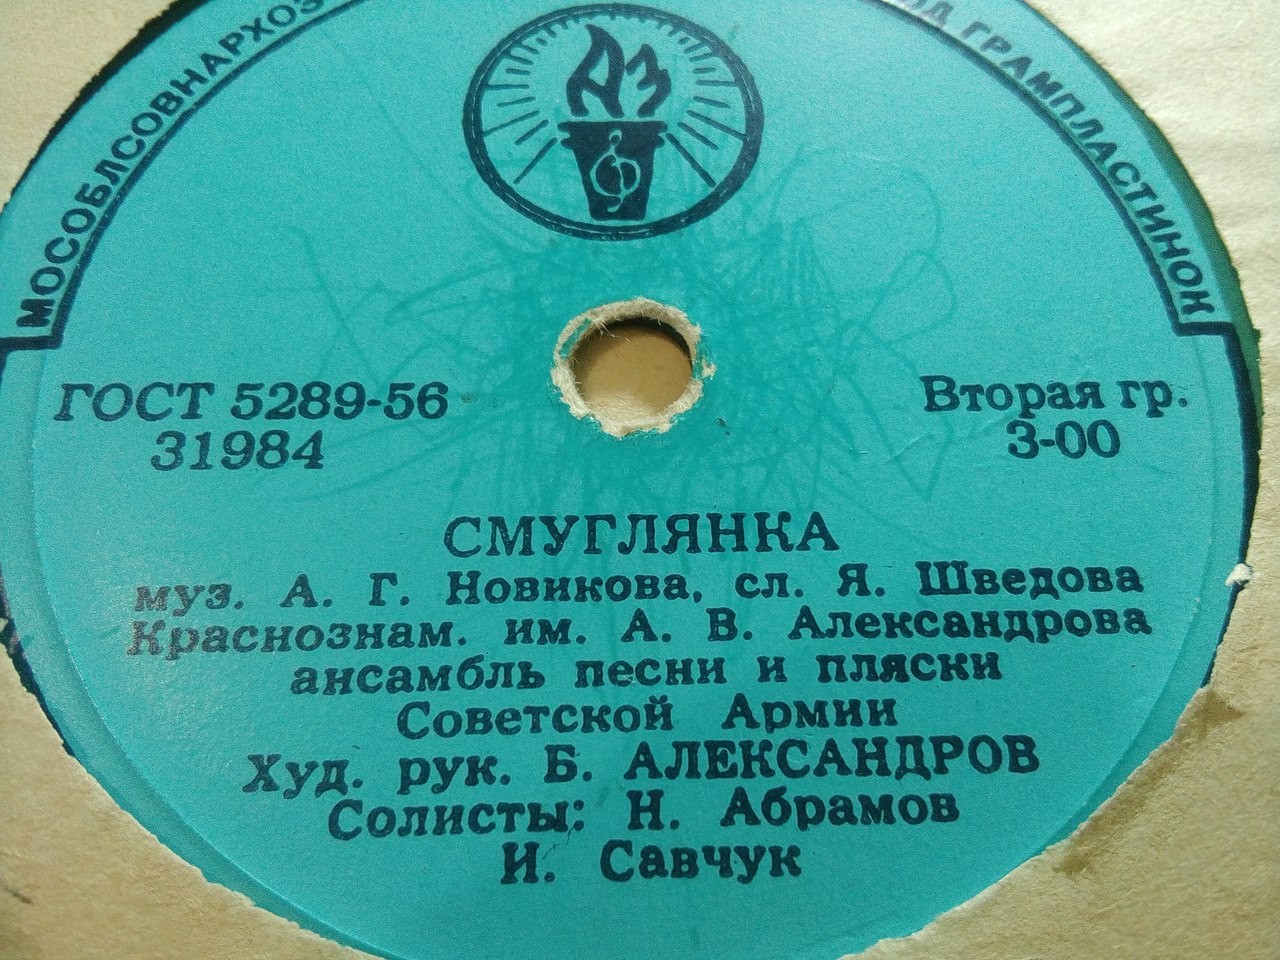 МОСОБЛСОВНАРХОЗ
ГРАМПЛАСТИНОК
АЗ
ГОСТ 5289-56
31984
Вторая гр.
3-00
СМУГЛЯНКА
муз. А. Г. Новикова, сл. Я. Шведова
Краснознам. им. А. В. Александрова
ансамбль песни и пляски
Советской Армии
Худ. рук. Б. АЛЕКСАНДРОВ
Солисты: Н. Абрамов
И. Савчук